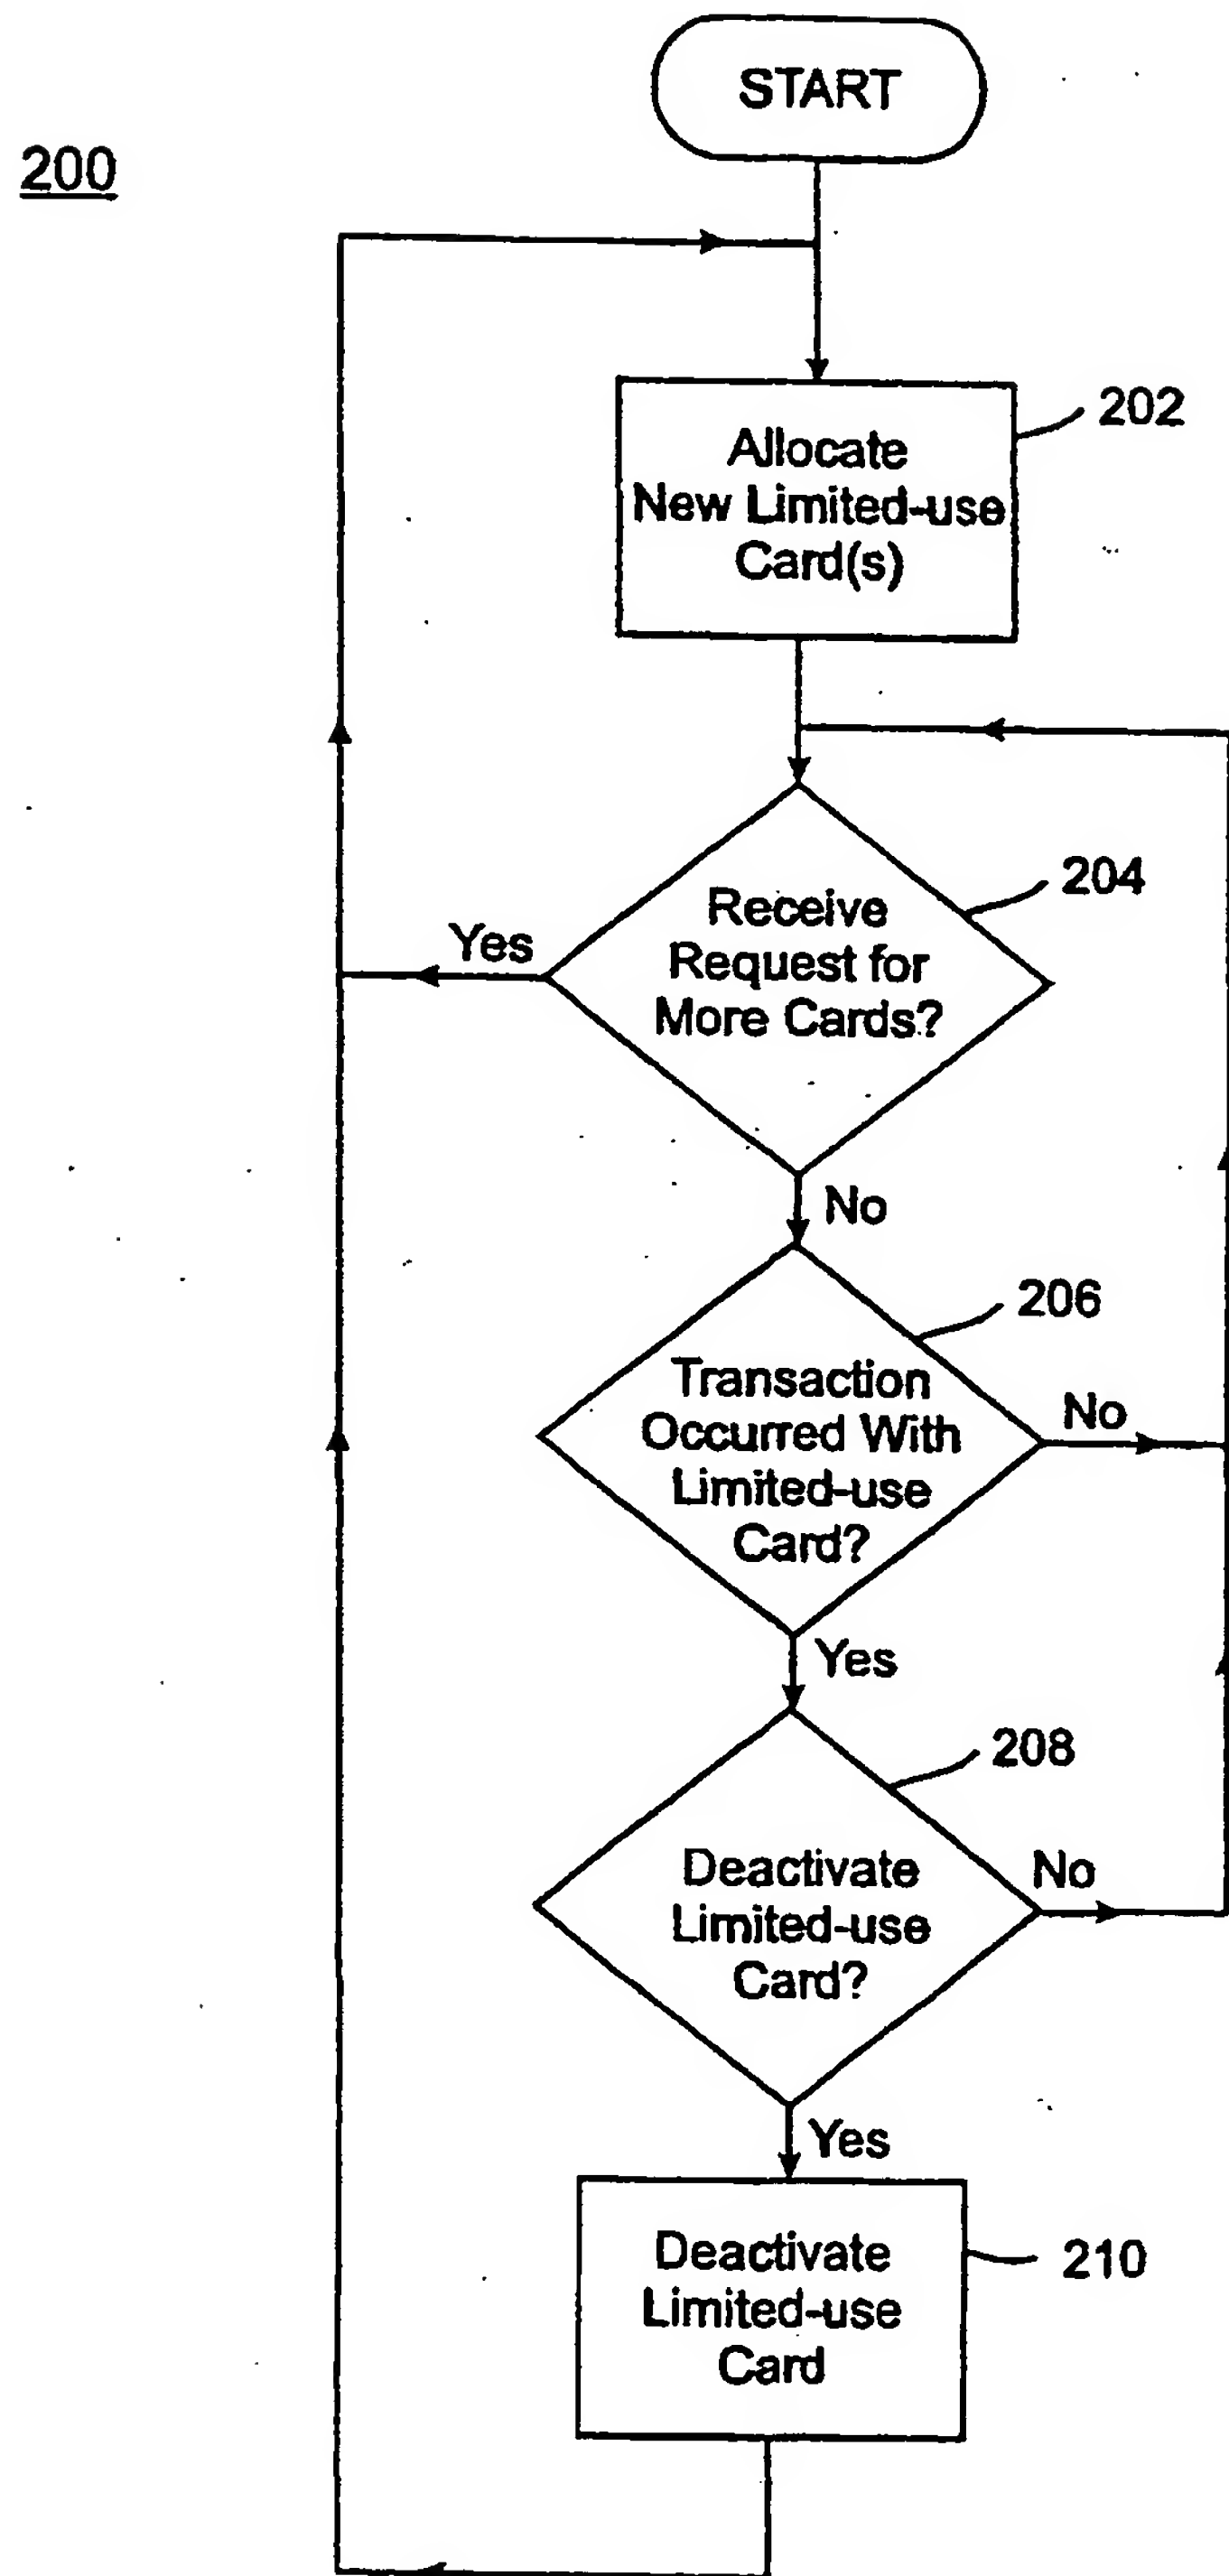 START
200
Allocate
New Limited-use
Card(s)
202
Receive
Request for
More Cards?
204
Yes
No
Transaction
Occurred With
Limited-use
Card?
206
No
Yes
Deactivate
Limited-use
Card?
208
No
Yes
Deactivate
Limited-use
Card
210